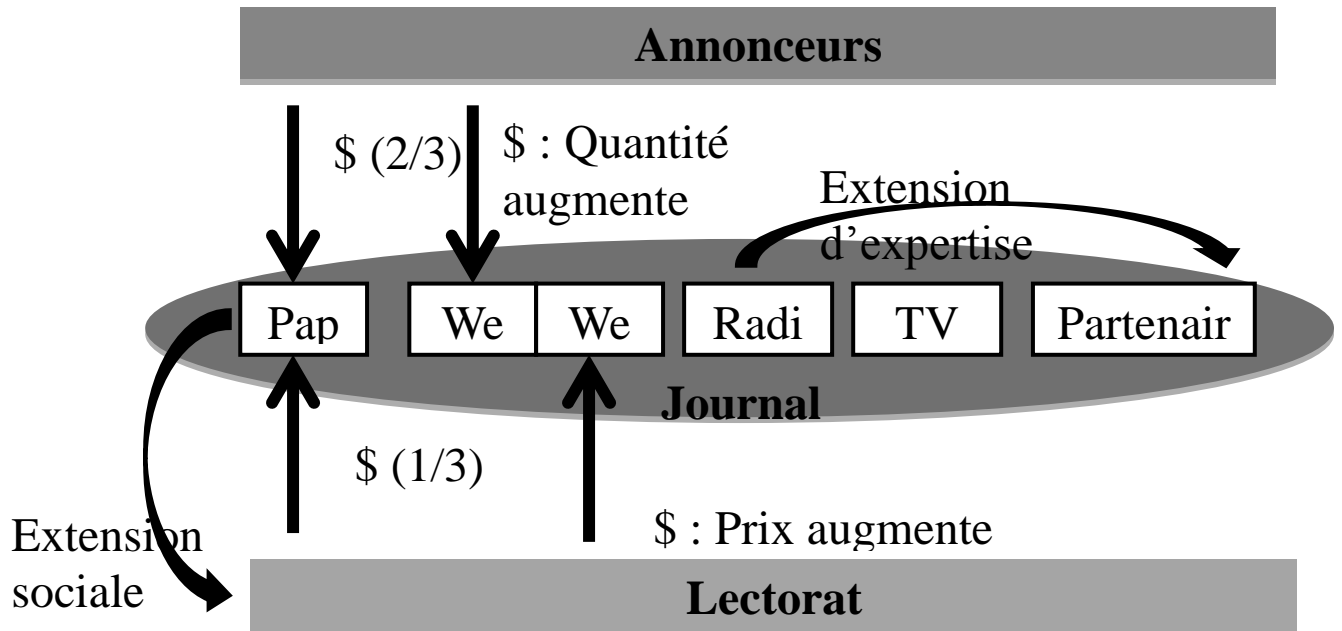 Annonceurs
$ (2/3)
$ : Quantité
augmente
Extension
d’expertise
Pap
We
We
Radi
TV
Partenair
Journal
$ (1/3)
$ : Prix augmente
Extension
sociale
Lectorat